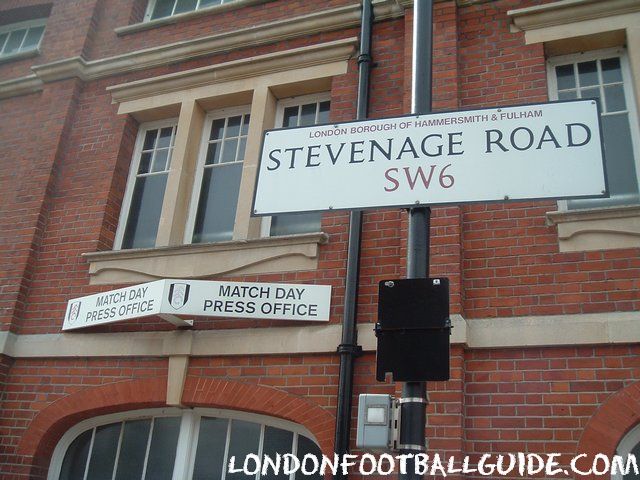 LONDON BOROUGH OF HAMMERSMITH & FULHAM
STEVENAGE ROAD
SW6
MATCH DAY
PRESS OFFICE
MATCH DAY
PRESS OFFICE
LONDONFOOTBALLGUIDE.COM